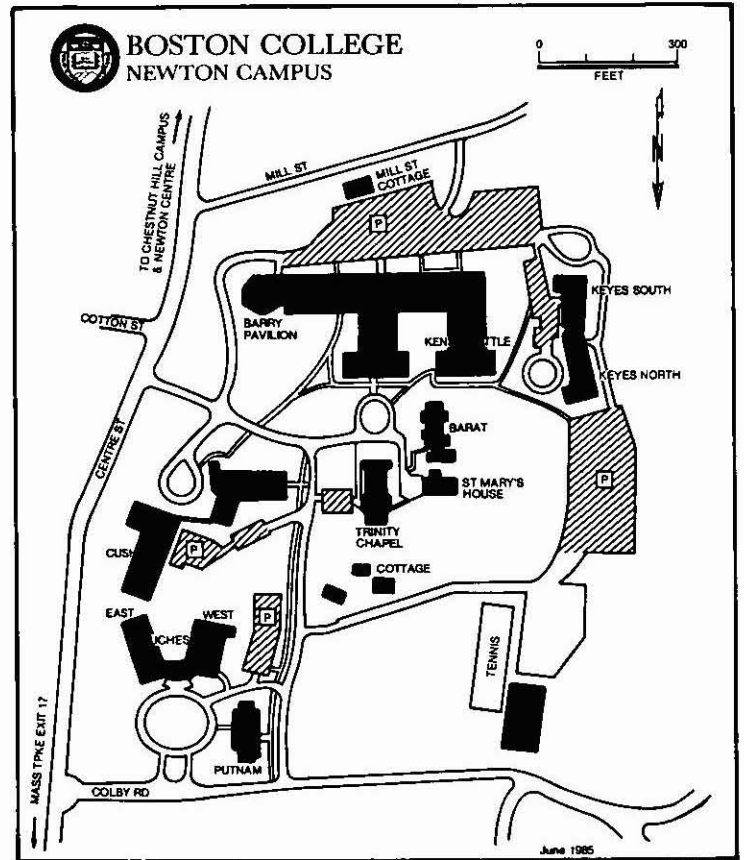 BOSTON COLLEGE
NEWTON CAMPUS
0 300
FEET
N
TO CHESTNUT HILL CAMPUS
& NEWTON CENTRE
MILL ST
MILL ST
COTTAGE
P
COTTON ST
BARRY
PAVILION
KEYES SOUTH
KEYES NORTH
CENTRE ST
BARAT
ST MARY'S
HOUSE
P
TRINITY
CHAPEL
P
COTTAGE
EAST
WEST
P
TENNIS
PUTNAM
MASS TPKE EXIT 17
COLBY RD
June 1985